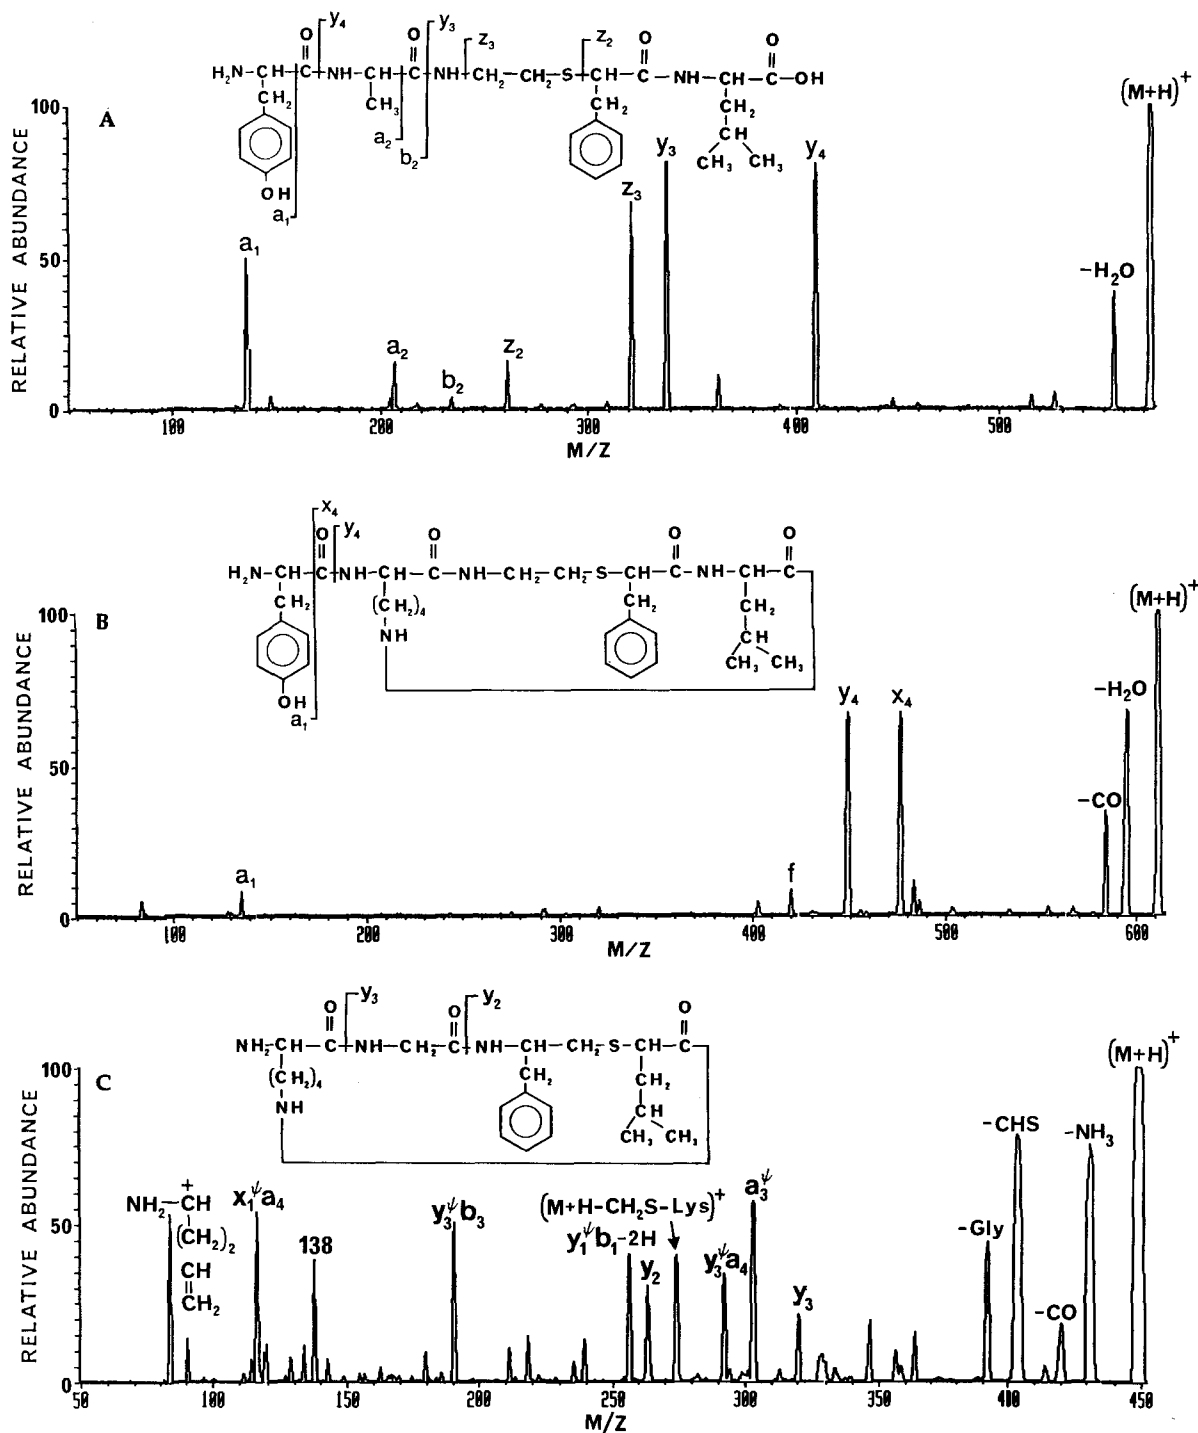 A
RELATIVE ABUNDANCE
100
50
0
y₄ y₃ z₃ z₂
O O O O
H₂N—CH—C—NH—CH—C—NH—CH₂—CH₂—S—CH—C—NH—CH—C—OH
CH₂ CH₃ CH₂ CH₂
CH
CH₃ CH₃
OH
a₂
b₂
a₁
(M+H)⁺
y₃ y₄
z₃
a₁
−H₂O
a₂ z₂
b₂
100 200 300 400 500
M/Z
B
RELATIVE ABUNDANCE
100
50
0
x₄
y₄
O O O O
H₂N—CH—C—NH—CH—C—NH—CH₂—CH₂—S—CH—C—NH—CH—C
CH₂ (CH₂)₄ CH₂ CH₂
NH CH
CH₃ CH₃
OH
a₁
(M+H)⁺
−H₂O
y₄ x₄
−CO
a₁ f
100 200 300 400 500 600
M/Z
C
RELATIVE ABUNDANCE
100
50
0
y₃ y₂
O O O
NH₂—CH—C—NH—CH₂—C—NH—CH—CH₂—S—CH—C
(CH₂)₄ CH₂ CH₂
NH CH
CH₃ CH₃
(M+H)⁺
−CHS −NH₃
+
NH₂—CH
(CH₂)₂
CH
CH₂
x₁ψa₄
138
y₃ψb₃
(M+H−CH₂S−Lys)⁺
y₁ψb₁−2H
y₂
y₃ψa₄
a₃ψ
y₃
−Gly
−CO
50 100 150 200 250 300 350 400 450
M/Z